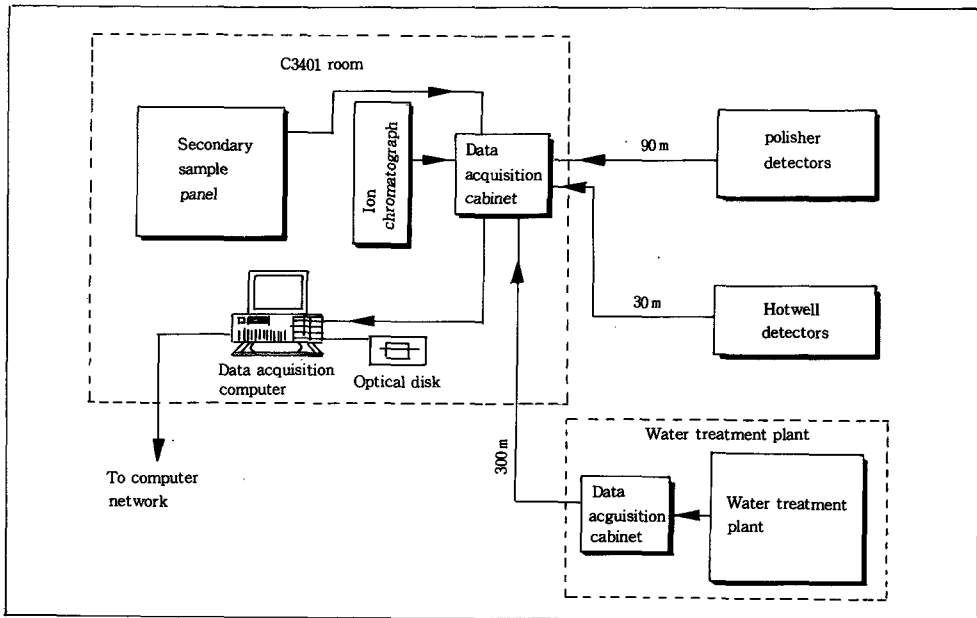 C3401 room
Secondary
sample
panel
Ion
chromatograph
Data
acquisition
cabinet
90 m
polisher
detectors
30 m
Hotwell
detectors
Data acquisition
computer
Optical disk
To computer
network
300 m
Water treatment plant
Data
acguisition
cabinet
Water treatment
plant